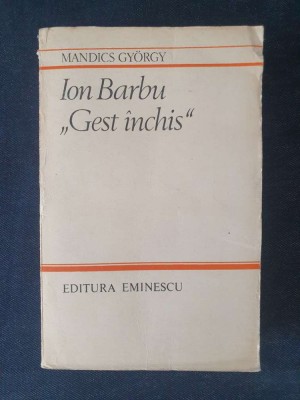 MANDICS GYÖRGY
Ion Barbu
„Gest închis“
EDITURA EMINESCU